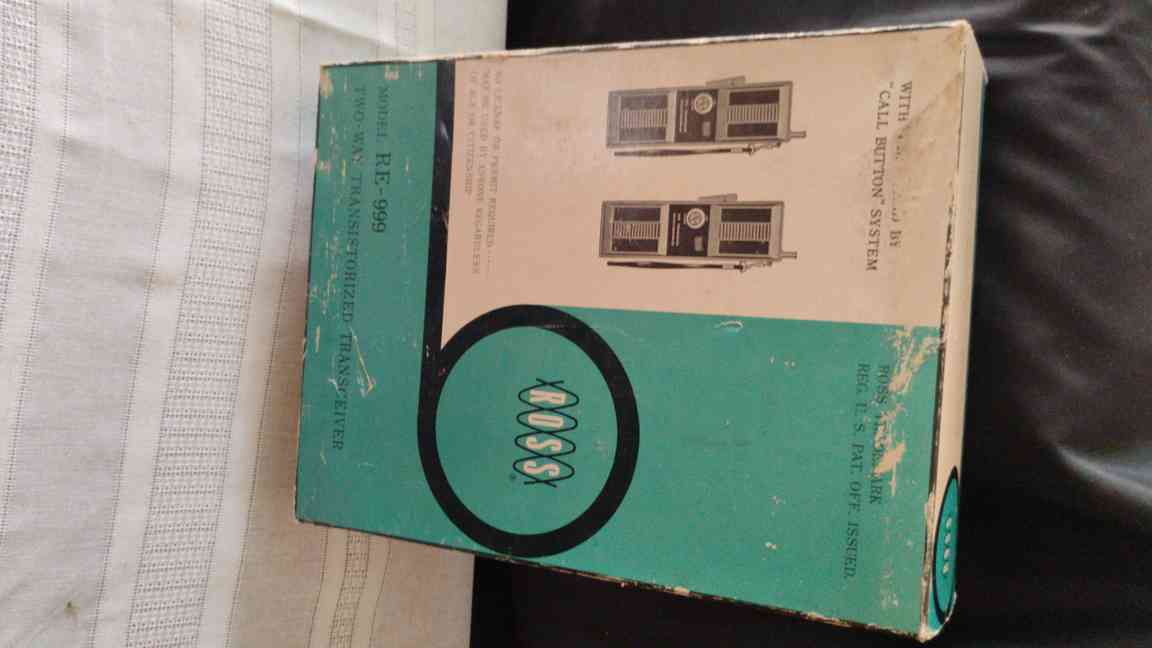 WITH BY
"CALL BUTTON" SYSTEM
ROSS
REG. U. S. PAT. OFF. ISSUED.
ROSS
®
NO LICENSE OR PERMIT REQUIRED
MAY BE USED BY ANYONE REGARDLESS
OF AGE OR CITIZENSHIP
MODEL RE-999
TWO-WAY TRANSISTORIZED TRANSCEIVER
ROSS